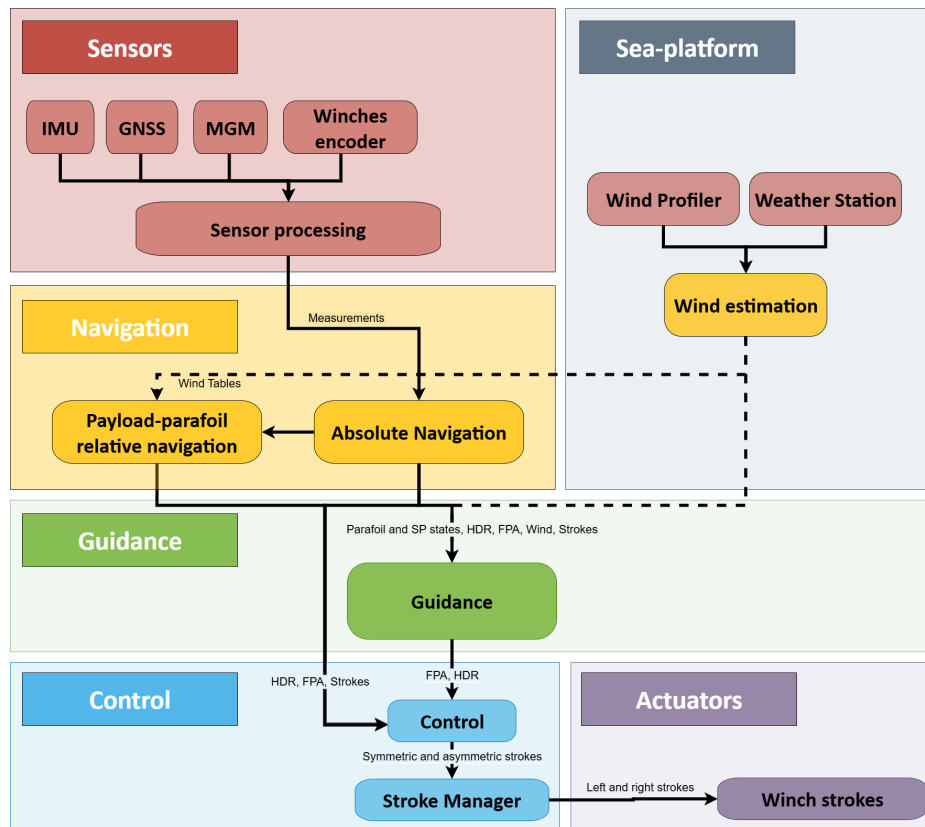 Sensors
Sea-platform
IMU
GNSS
MGM
Winches
encoder
Sensor processing
Wind Profiler
Weather Station
Wind estimation
Navigation
Measurements
Wind Tables
Payload-parafoil
relative navigation
Absolute Navigation
Guidance
Parafoil and SP states, HDR, FPA, Wind, Strokes
Guidance
Control
HDR, FPA, Strokes
FPA, HDR
Actuators
Control
Symmetric and asymmetric strokes
Stroke Manager
Left and right strokes
Winch strokes